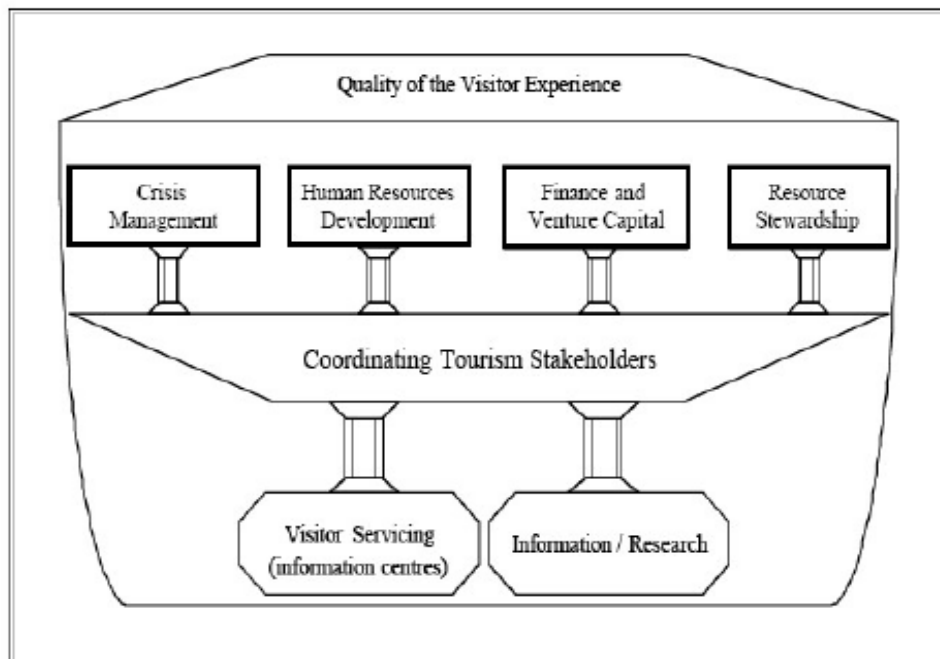 Quality of the Visitor Experience
Crisis
Management
Human Resources
Development
Finance and
Venture Capital
Resource
Stewardship
Coordinating Tourism Stakeholders
Visitor Servicing
(information centres)
Information / Research